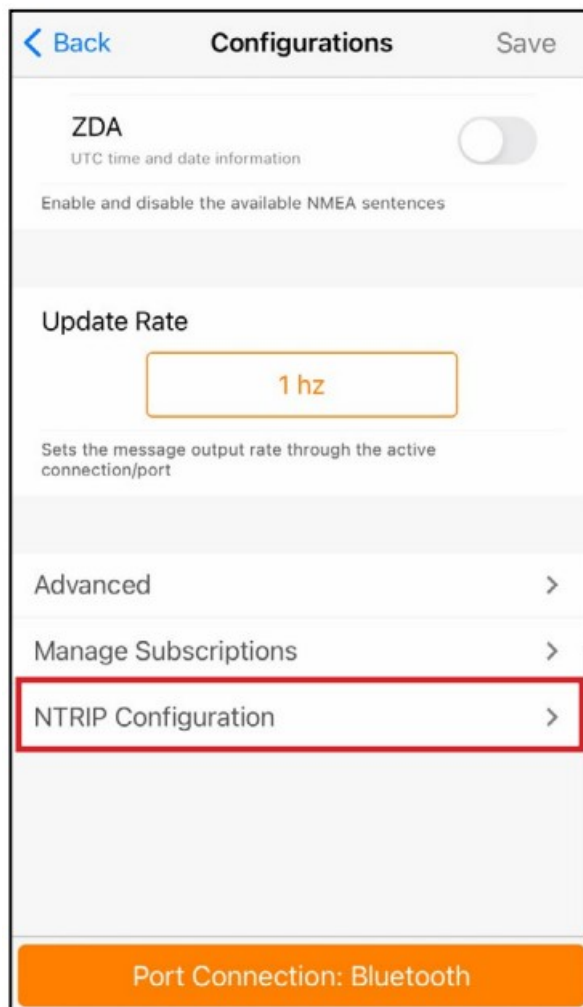 Back Configurations Save
ZDA
UTC time and date information
Enable and disable the available NMEA sentences
Update Rate
1 hz
Sets the message output rate through the active
connection/port
Advanced
Manage Subscriptions
NTRIP Configuration
Port Connection: Bluetooth